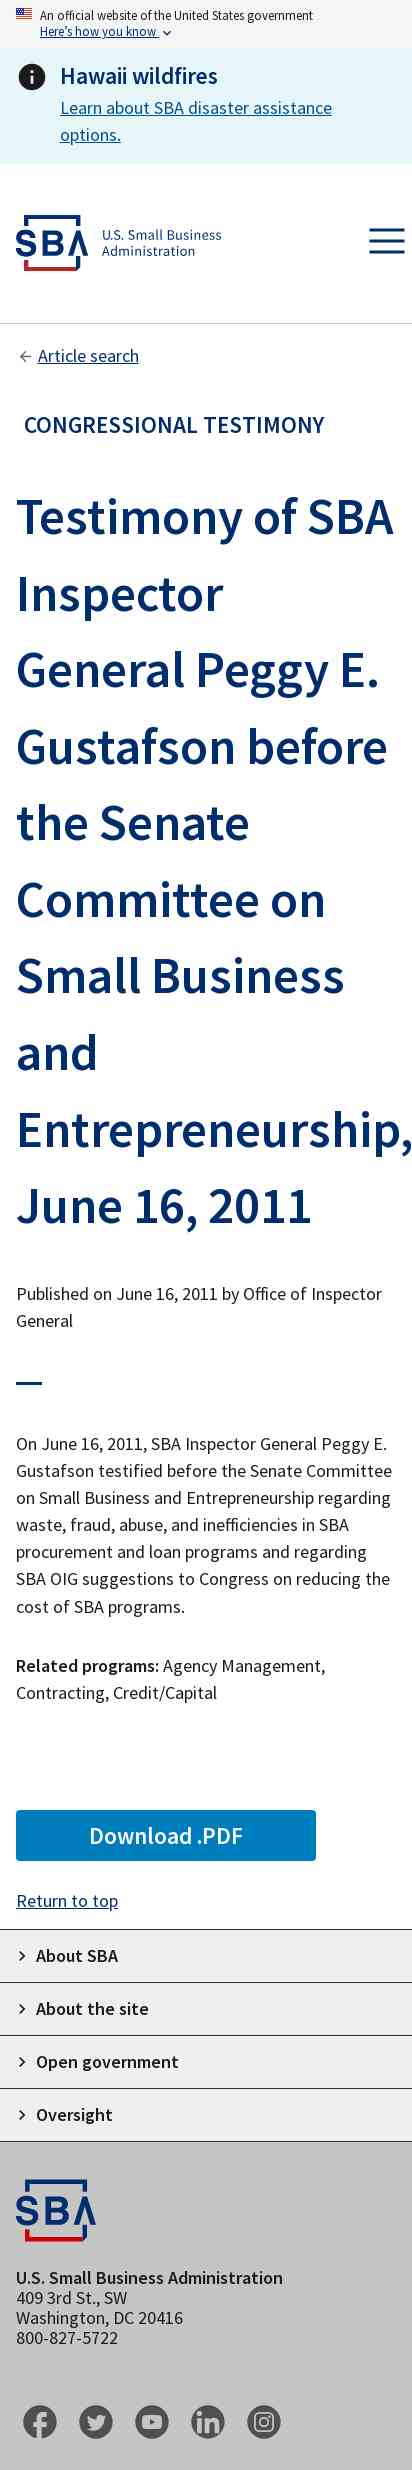 An official website of the United States government
Here's how you know
Hawaii wildfires
Learn about SBA disaster assistance
options.
SBA
U.S. Small Business
Administration
Article search
CONGRESSIONAL TESTIMONY
Testimony of SBA
Inspector
General Peggy E.
Gustafson before
the Senate
Committee on
Small Business
and
Entrepreneurship,
June 16, 2011
Published on June 16, 2011 by Office of Inspector
General
On June 16, 2011, SBA Inspector General Peggy E.
Gustafson testified before the Senate Committee
on Small Business and Entrepreneurship regarding
waste, fraud, abuse, and inefficiencies in SBA
procurement and loan programs and regarding
SBA OIG suggestions to Congress on reducing the
cost of SBA programs.
Related programs: Agency Management,
Contracting, Credit/Capital
Download .PDF
Return to top
About SBA
About the site
Open government
Oversight
SBA
U.S. Small Business Administration
409 3rd St., SW
Washington, DC 20416
800-827-5722